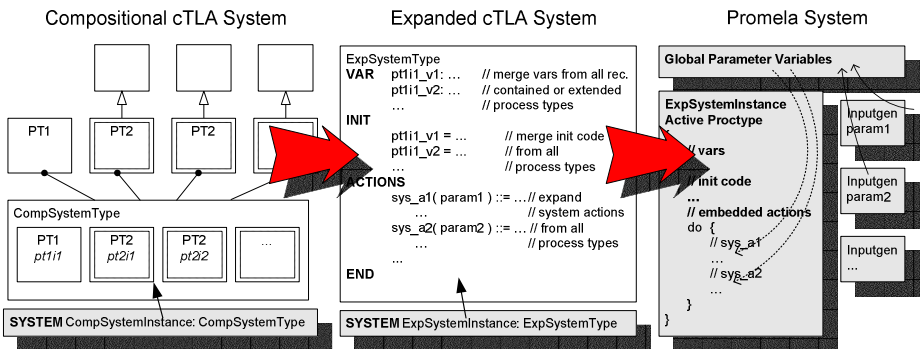 Compositional cTLA System
PT1
PT2
PT2
CompSystemType
PT1
pt1i1
PT2
pt2i1
PT2
pt2i2
...
SYSTEM CompSystemInstance: CompSystemType
Expanded cTLA System
ExpSystemType
VAR pt1i1_v1: ... // merge vars from all rec.
pt1i1_v2: ... // contained or extended
... // process types
INIT
pt1i1_v1 = ... // merge init code
pt1i1_v2 = ... // from all
... // process types
ACTIONS
sys_a1( param1 ) ::= ... // expand
... // system actions
sys_a2( param2 ) ::= ... // from all
... // process types
...
END
SYSTEM ExpSystemInstance: ExpSystemType
Promela System
Global Parameter Variables
ExpSystemInstance
Active Proctype
{
// vars
...
// init code
...
// embedded actions
do {
// sys_a1
...
// sys_a2
...
}
}
Inputgen
param1
Inputgen
param2
Inputgen
...